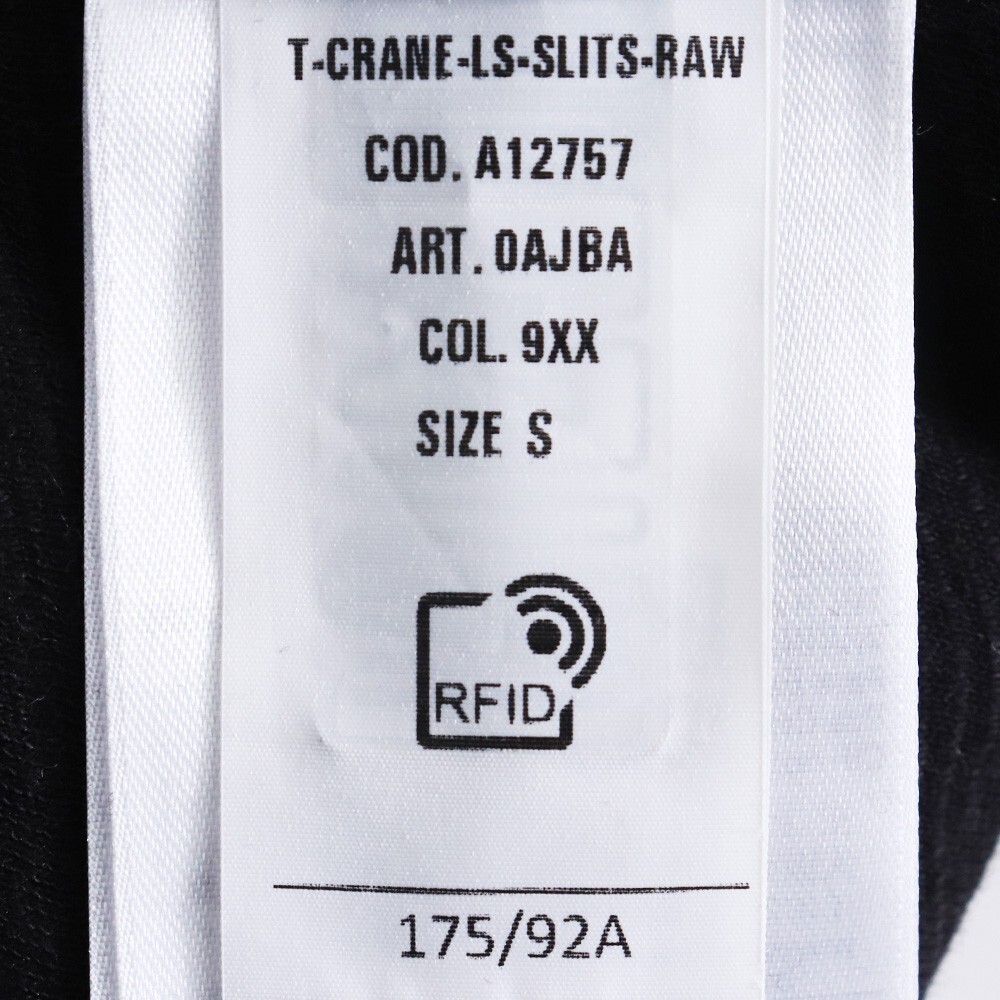 T-CRANE-LS-SLITS-RAW
COD. A12757
ART. 0AJBA
COL. 9XX
SIZE S
RFID
175/92A